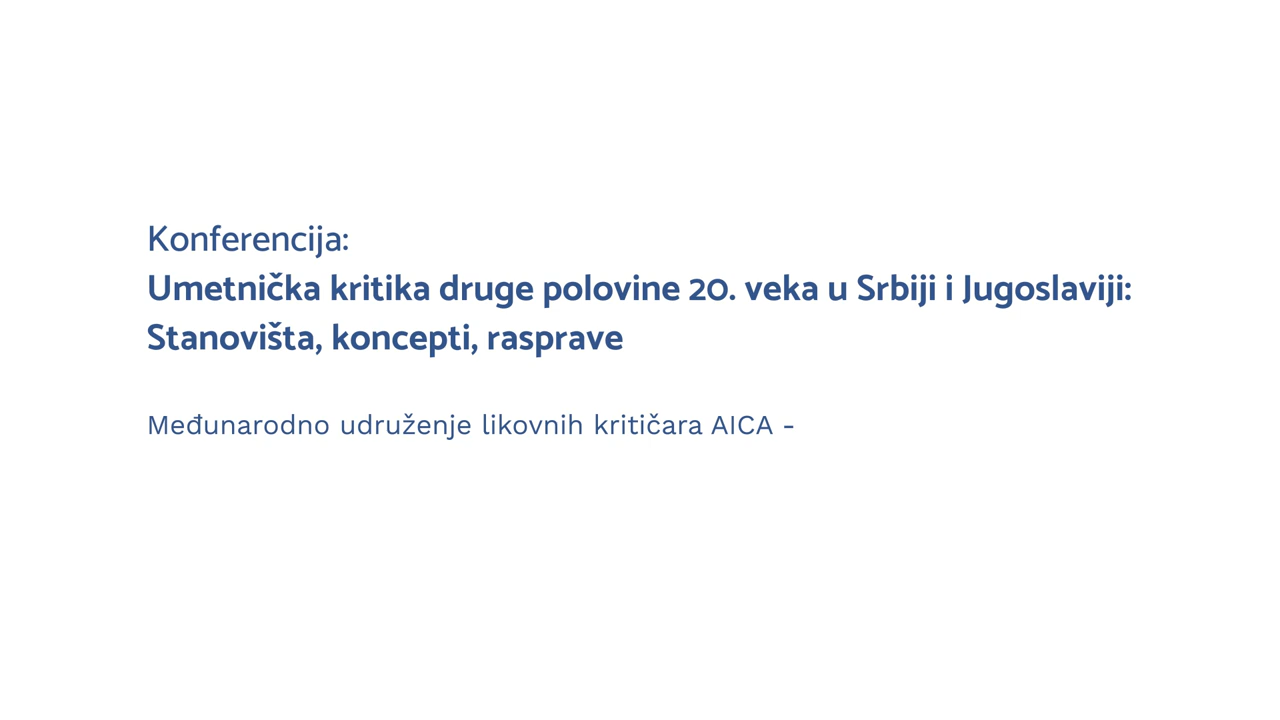 Konferencija:
Umetnička kritika druge polovine 20. veka u Srbiji i Jugoslaviji:
Stanovišta, koncepti, rasprave
Međunarodno udruženje likovnih kritičara AICA -